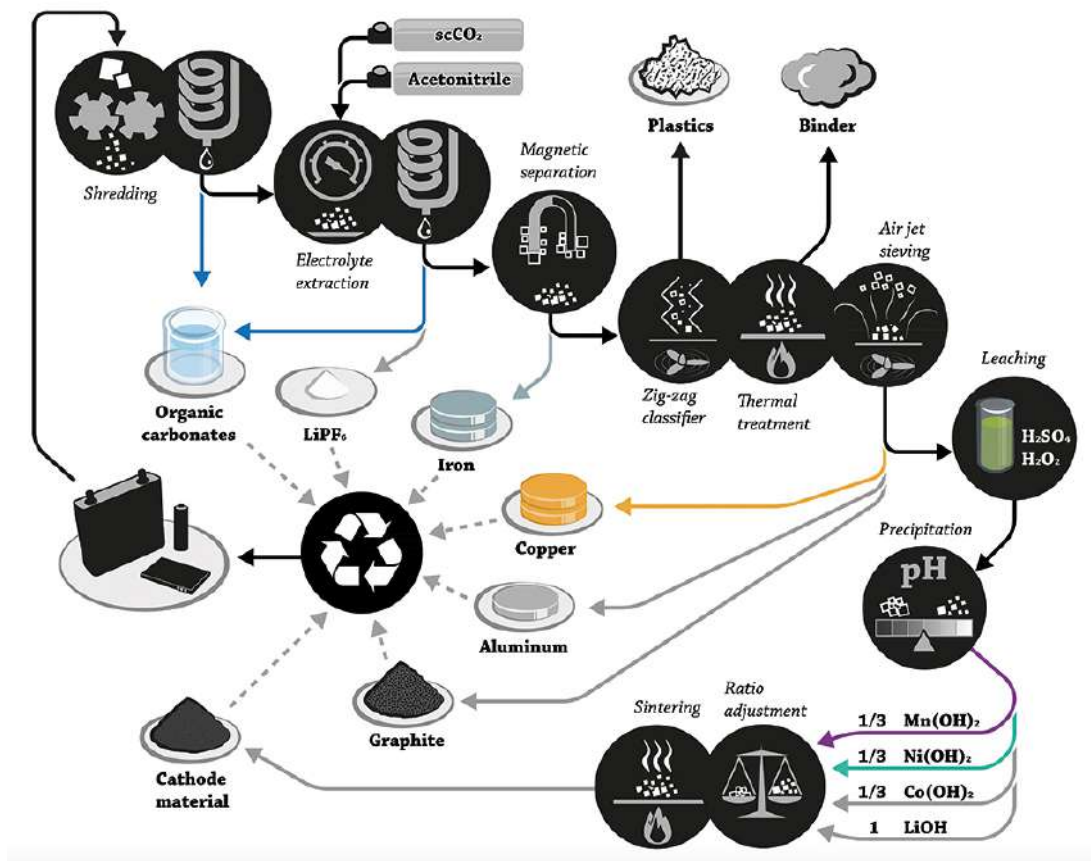 scCO₂
Acetonitrile
Shredding
Electrolyte
extraction
Magnetic
separation
Plastics
Binder
Air jet
sieving
Zig-zag
classifier
Thermal
treatment
Leaching
H₂SO₄
H₂O₂
Organic
carbonates
LiPF₆
Iron
Copper
Aluminum
Graphite
Cathode
material
Precipitation
pH
Sintering
Ratio
adjustment
1/3 Mn(OH)₂
1/3 Ni(OH)₂
1/3 Co(OH)₂
1 LiOH